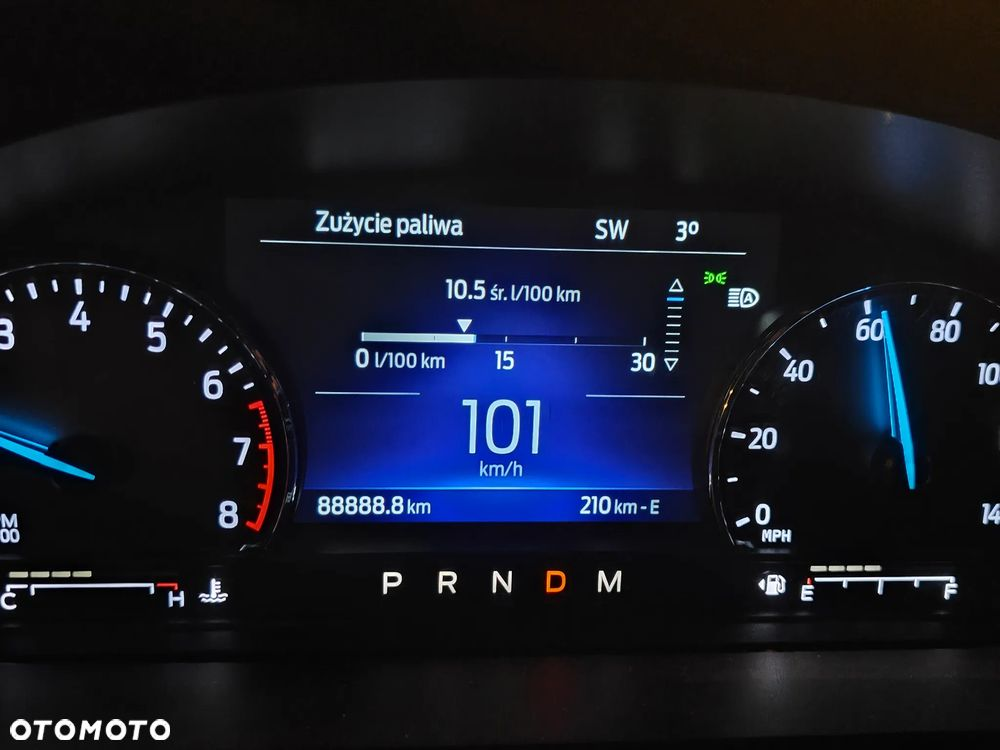 Zużycie paliwa SW 3º
10.5 śr. l/100 km
0 l/100 km 15 30
101
km/h
88888.8 km 210 km - E
3 4 5 6 7 8
0 20 40 60 80
MPH
P R N D M
C H
E F
OTOMOTO